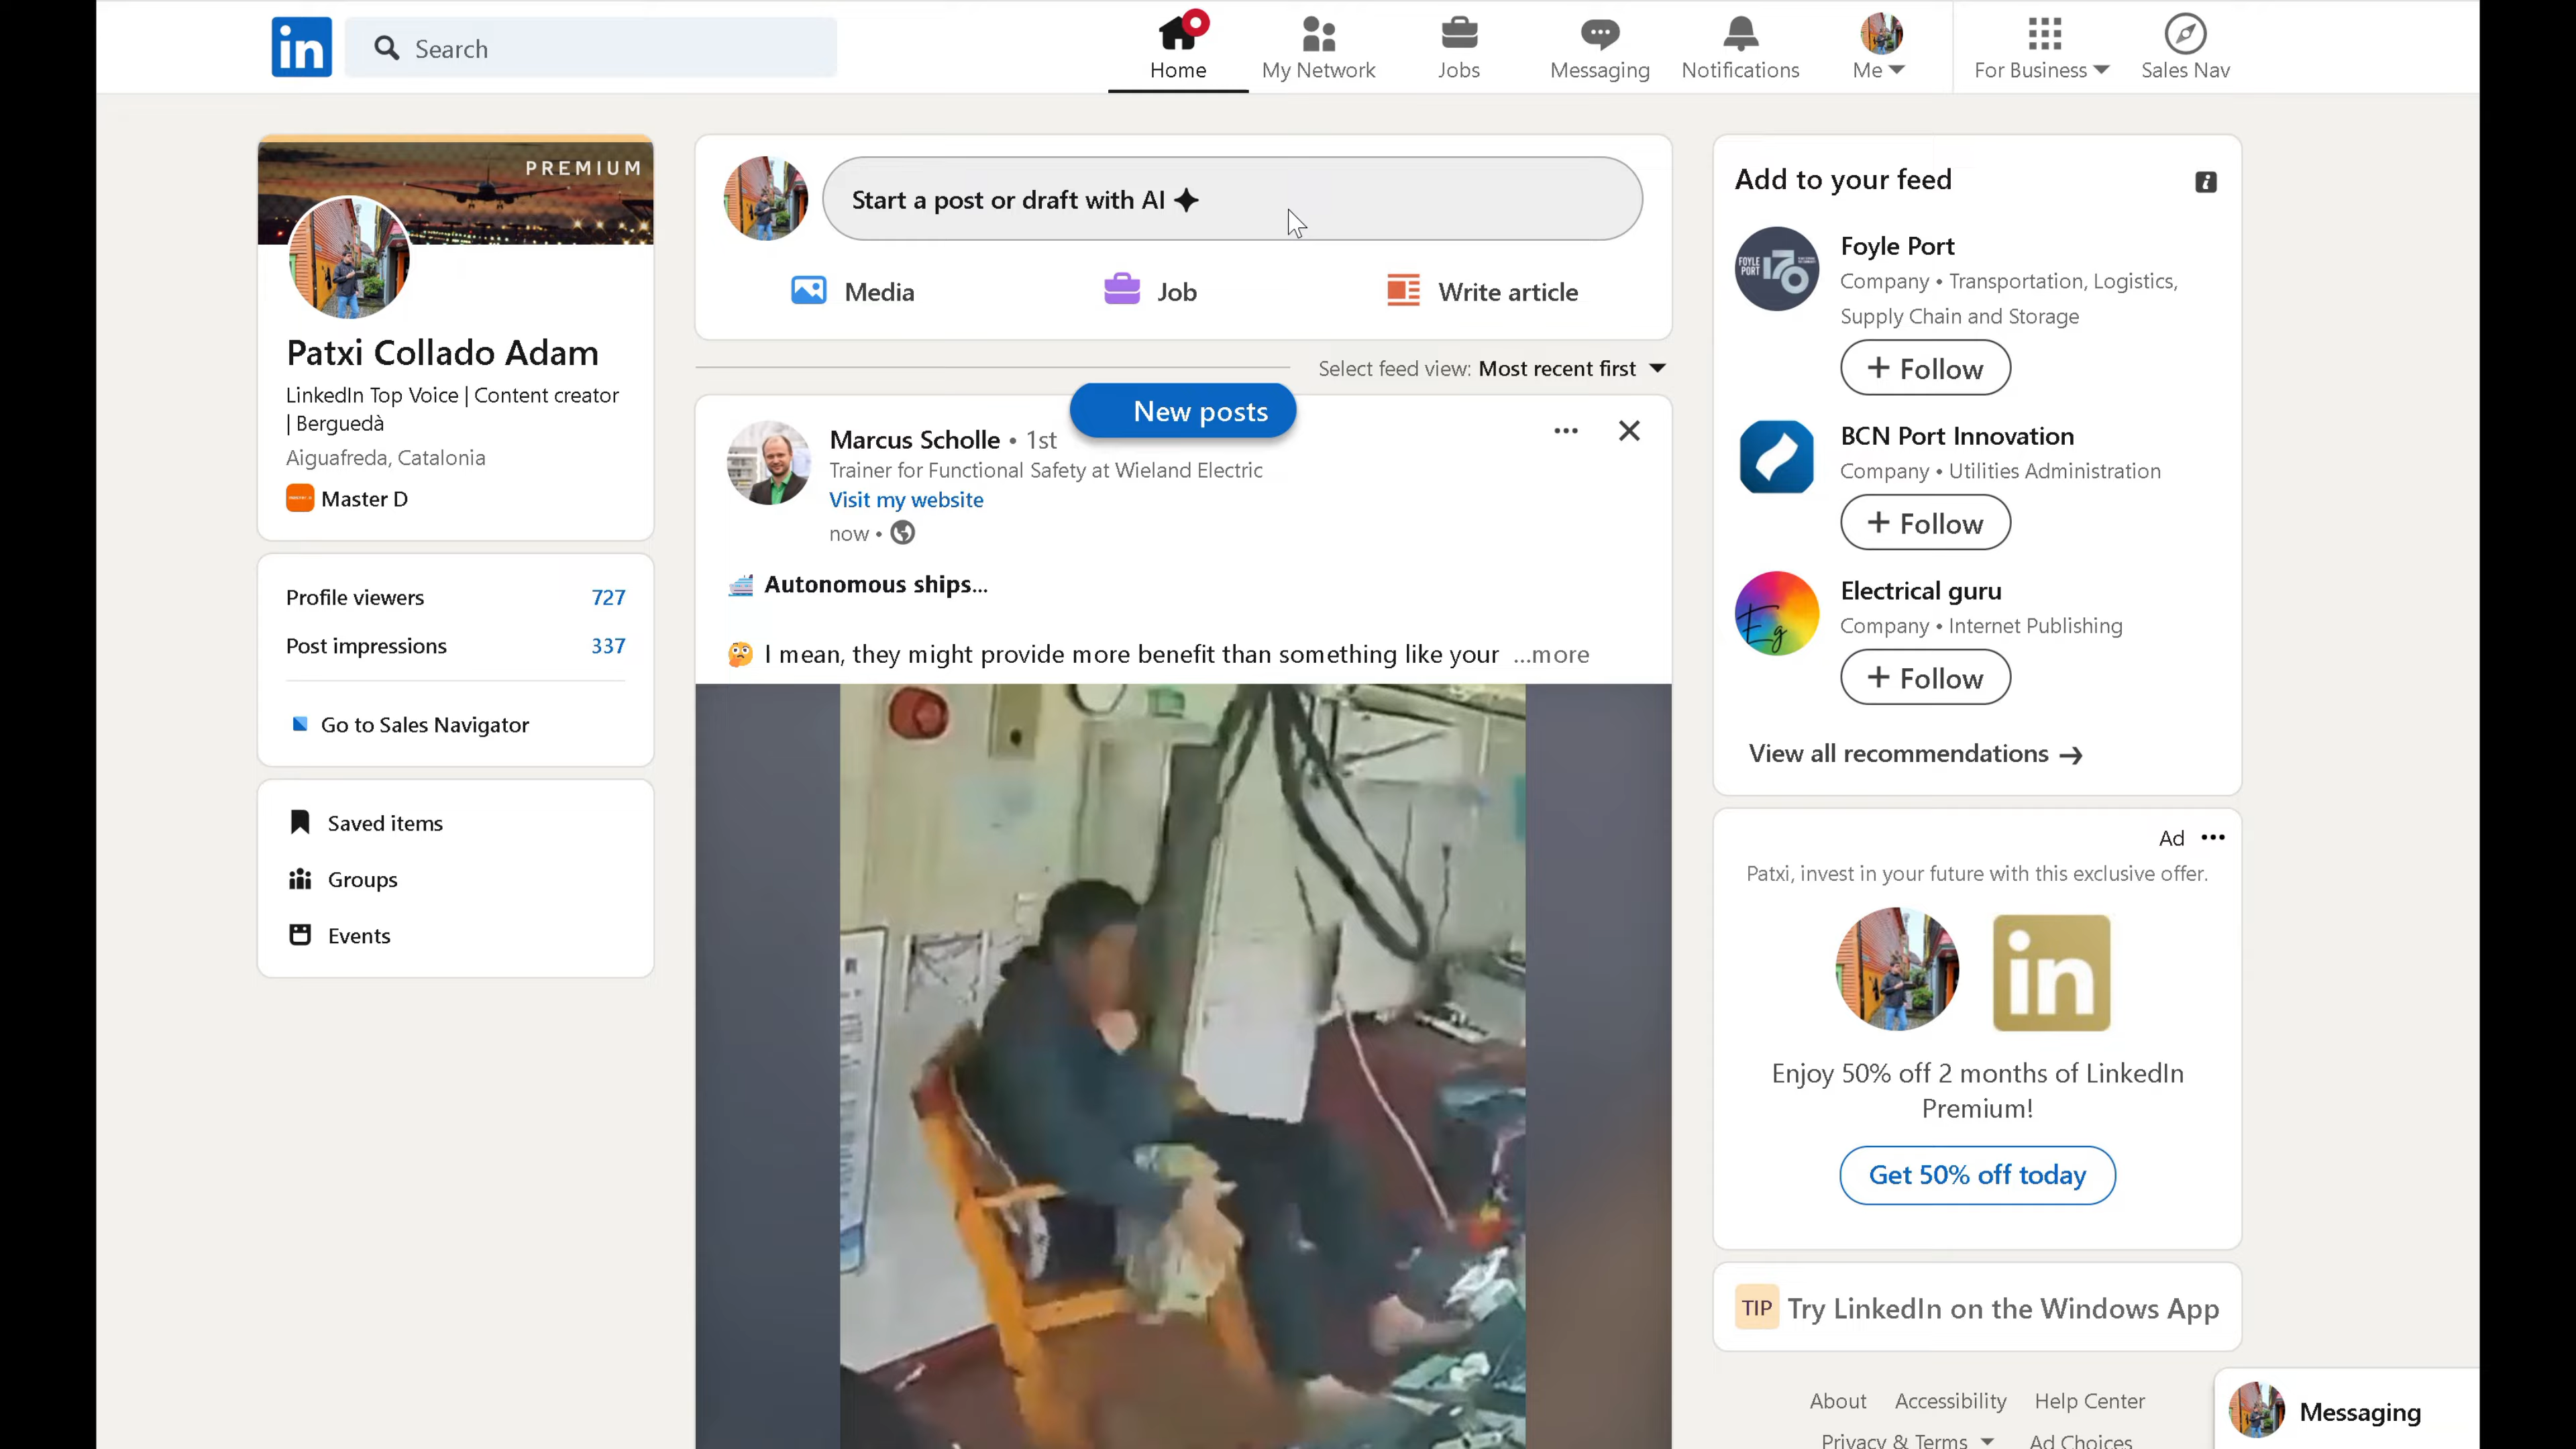 in
Search
Home
My Network
Jobs
Messaging
Notifications
Me
For Business
Sales Nav
PREMIUM
Patxi Collado Adam
LinkedIn Top Voice | Content creator
| Berguedà
Aiguafreda, Catalonia
Master D
Profile viewers 727
Post impressions 337
Go to Sales Navigator
Saved items
Groups
Events
Start a post or draft with AI
Media
Job
Write article
Select feed view: Most recent first
New posts
Marcus Scholle • 1st
Trainer for Functional Safety at Wieland Electric
Visit my website
now •
Autonomous ships...
I mean, they might provide more benefit than something like your ...more
Add to your feed
FOYLE PORT 170
Foyle Port
Company • Transportation, Logistics,
Supply Chain and Storage
+ Follow
BCN Port Innovation
Company • Utilities Administration
+ Follow
Eg
Electrical guru
Company • Internet Publishing
+ Follow
View all recommendations →
Ad
Patxi, invest in your future with this exclusive offer.
in
Enjoy 50% off 2 months of LinkedIn
Premium!
Get 50% off today
TIP Try LinkedIn on the Windows App
About Accessibility Help Center
Privacy & Terms Ad Choices
Messaging